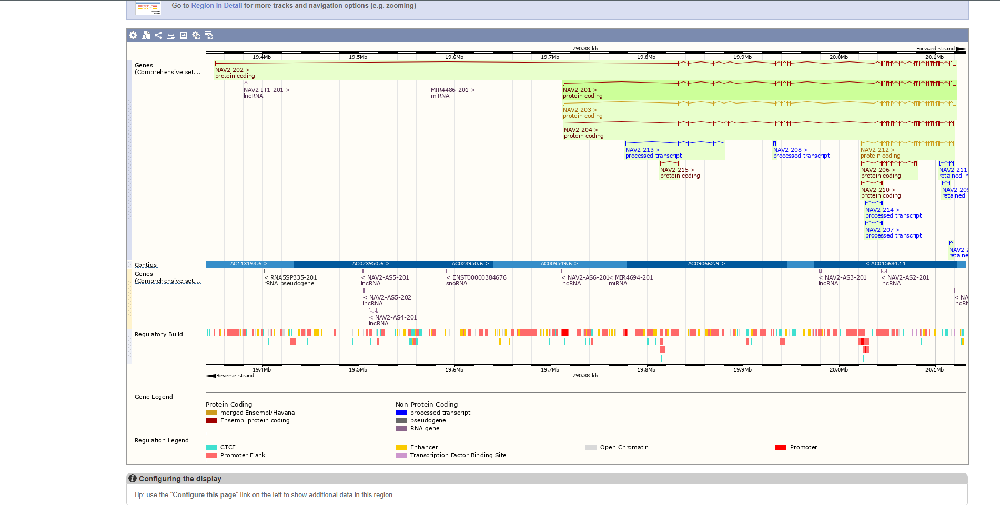 Go to Region in Detail for more tracks and navigation options (e.g. zooming)
790.88 kb
Forward strand
19.4Mb 19.5Mb 19.6Mb 19.7Mb 19.8Mb 19.9Mb 20.0Mb 20.1Mb
Genes
(Comprehensive set...
NAV2-202 >
protein coding
NAV2-IT1-201 >
lncRNA
MIR4486-201 >
miRNA
NAV2-201 >
protein coding
NAV2-203 >
protein coding
NAV2-204 >
protein coding
NAV2-213 >
processed transcript
NAV2-208 >
processed transcript
NAV2-212 >
protein coding
NAV2-215 >
protein coding
NAV2-206 >
protein coding
NAV2-211
retained in
NAV2-210 >
protein coding
NAV2-205
retained i
NAV2-214 >
processed transcript
NAV2-207 >
processed transcript
NAV2-2
retaine
Contigs
AC113193.6 > AC023950.6 > AC023950.6 > AC009549.6 > AC090662.9 > < AC015684.11
Genes
(Comprehensive set...
< RNA5SP335-201
rRNA pseudogene
< NAV2-AS5-201
lncRNA
< ENST00000384676
snoRNA
< NAV2-AS6-201
lncRNA
< MIR4694-201
miRNA
< NAV2-AS3-201
lncRNA
< NAV2-AS2-201
lncRNA
< NAV2-AS5-202
lncRNA
< NA
lncRN
< NAV2-AS4-201
lncRNA
Regulatory Build
19.4Mb 19.5Mb 19.6Mb 19.7Mb 19.8Mb 19.9Mb 20.0Mb 20.1Mb
Reverse strand
790.88 kb
Gene Legend
Protein Coding
merged Ensembl/Havana
Ensembl protein coding
Non-Protein Coding
processed transcript
pseudogene
RNA gene
Regulation Legend
CTCF
Promoter Flank
Enhancer
Transcription Factor Binding Site
Open Chromatin
Promoter
Configuring the display
Tip: use the "Configure this page" link on the left to show additional data in this region.